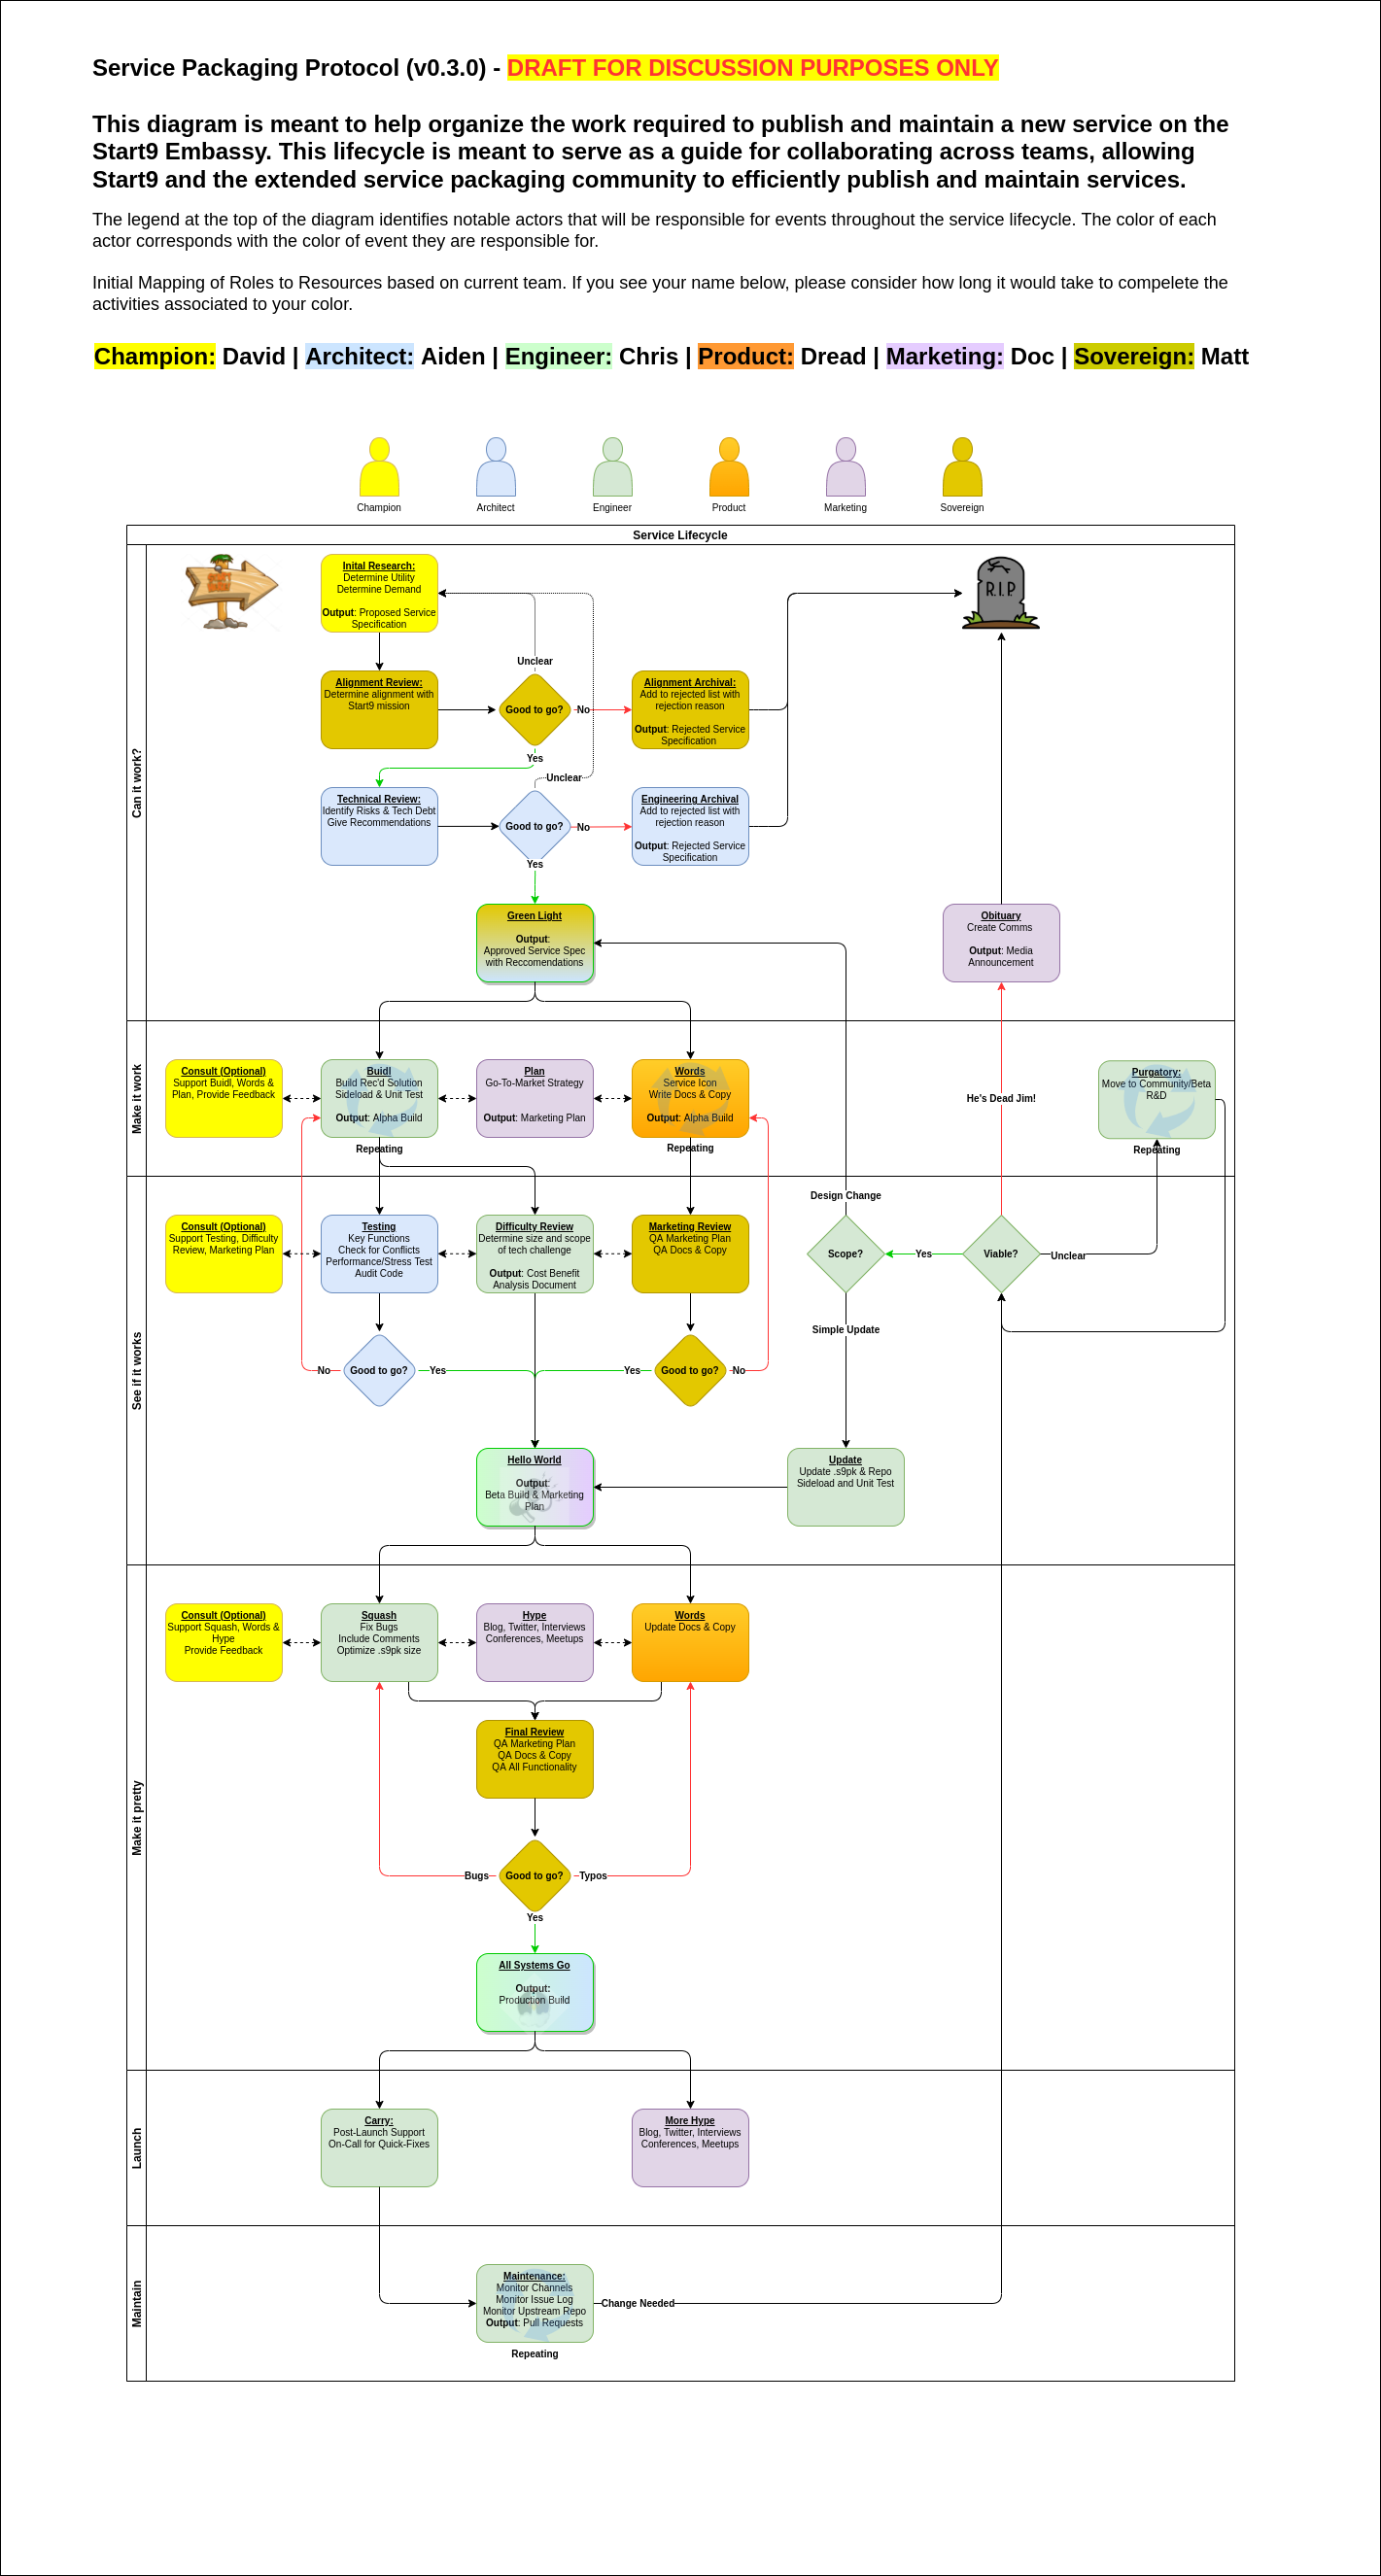 Service Packaging Protocol (v0.3.0) - DRAFT FOR DISCUSSION PURPOSES ONLY
This diagram is meant to help organize the work required to publish and maintain a new service on the
Start9 Embassy. This lifecycle is meant to serve as a guide for collaborating across teams, allowing
Start9 and the extended service packaging community to efficiently publish and maintain services.
The legend at the top of the diagram identifies notable actors that will be responsible for events throughout the service lifecycle. The color of each
actor corresponds with the color of event they are responsible for.
Initial Mapping of Roles to Resources based on current team. If you see your name below, please consider how long it would take to compelete the
activities associated to your color.
Champion: David | Architect: Aiden | Engineer: Chris | Product: Dread | Marketing: Doc | Sovereign: Matt
Champion
Architect
Engineer
Product
Marketing
Sovereign
Service Lifecycle
Can it work?
Inital Research:
Determine Utility
Determine Demand
Output: Proposed Service
Specification
R.I.P
Unclear
Alignment Review:
Determine alignment with
Start9 mission
Good to go?
No
Alignment Archival:
Add to rejected list with
rejection reason
Output: Rejected Service
Specification
Yes
Unclear
Technical Review:
Identify Risks & Tech Debt
Give Recommendations
Good to go?
No
Engineering Archival
Add to rejected list with
rejection reason
Output: Rejected Service
Specification
Yes
Green Light
Output:
Approved Service Spec
with Reccomendations
Obituary
Create Comms
Output: Media
Announcement
Make it work
Consult (Optional)
Support Buidl, Words &
Plan, Provide Feedback
Buidl
Build Rec'd Solution
Sideload & Unit Test
Output: Alpha Build
Repeating
Plan
Go-To-Market Strategy
Output: Marketing Plan
Words
Service Icon
Write Docs & Copy
Output: Alpha Build
Repeating
He's Dead Jim!
Purgatory:
Move to Community/Beta
R&D
Repeating
See if it works
Consult (Optional)
Support Testing, Difficulty
Review, Marketing Plan
Testing
Key Functions
Check for Conflicts
Performance/Stress Test
Audit Code
Difficulty Review
Determine size and scope
of tech challenge
Output: Cost Benefit
Analysis Document
Marketing Review
QA Marketing Plan
QA Docs & Copy
Design Change
Scope?
Yes
Viable?
Unclear
Simple Update
No
Good to go?
Yes
Yes
Good to go?
No
Hello World
Output:
Beta Build & Marketing
Plan
Update
Update .s9pk & Repo
Sideload and Unit Test
Make it pretty
Consult (Optional)
Support Squash, Words &
Hype
Provide Feedback
Squash
Fix Bugs
Include Comments
Optimize .s9pk size
Hype
Blog, Twitter, Interviews
Conferences, Meetups
Words
Update Docs & Copy
Final Review
QA Marketing Plan
QA Docs & Copy
QA All Functionality
Bugs
Good to go?
Typos
Yes
All Systems Go
Output:
Production Build
Launch
Carry:
Post-Launch Support
On-Call for Quick-Fixes
More Hype
Blog, Twitter, Interviews
Conferences, Meetups
Maintain
Maintenance:
Monitor Channels
Monitor Issue Log
Monitor Upstream Repo
Output: Pull Requests
Change Needed
Repeating